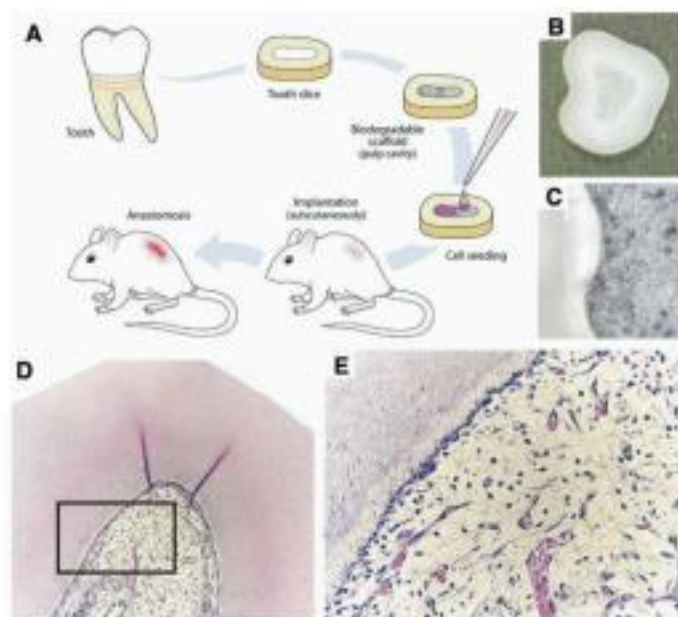 A
B
Tooth slice
Tooth
Biodegradable
scaffold
(pulp cavity)
Implantation
(subcutaneously)
Anastomosis
Cell seeding
C
D
E